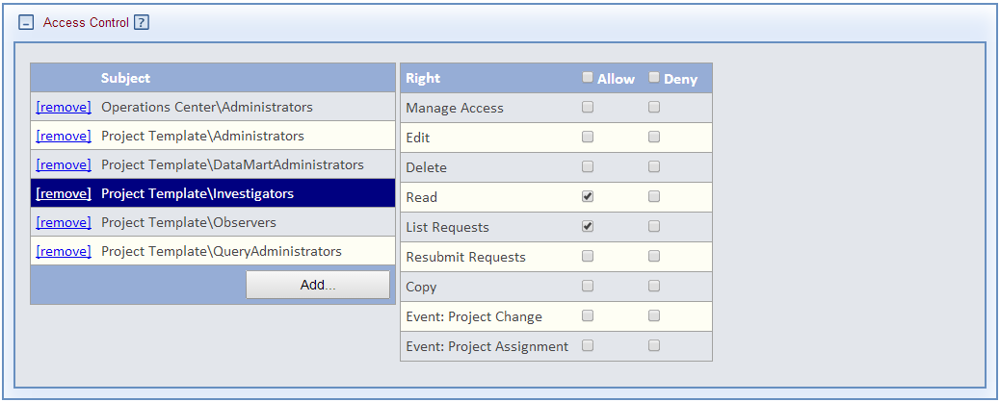 Access Control ?
Subject
[remove] Operations Center\Administrators
[remove] Project Template\Administrators
[remove] Project Template\DataMartAdministrators
[remove] Project Template\Investigators
[remove] Project Template\Observers
[remove] Project Template\QueryAdministrators
Add...
Right Allow Deny
Manage Access
Edit
Delete
Read
List Requests
Resubmit Requests
Copy
Event: Project Change
Event: Project Assignment